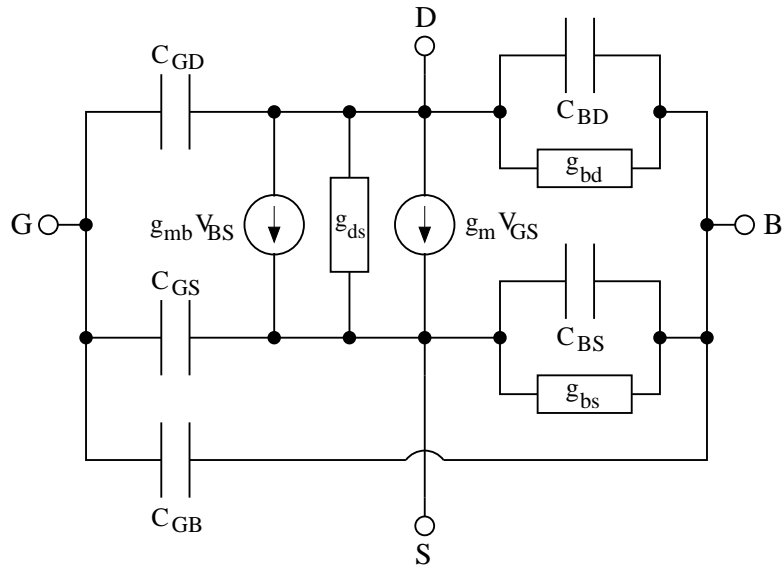 D
C_GD
C_BD
g_bd
G
g_mb V_BS
g_ds
g_m V_GS
B
C_GS
C_BS
g_bs
C_GB
S